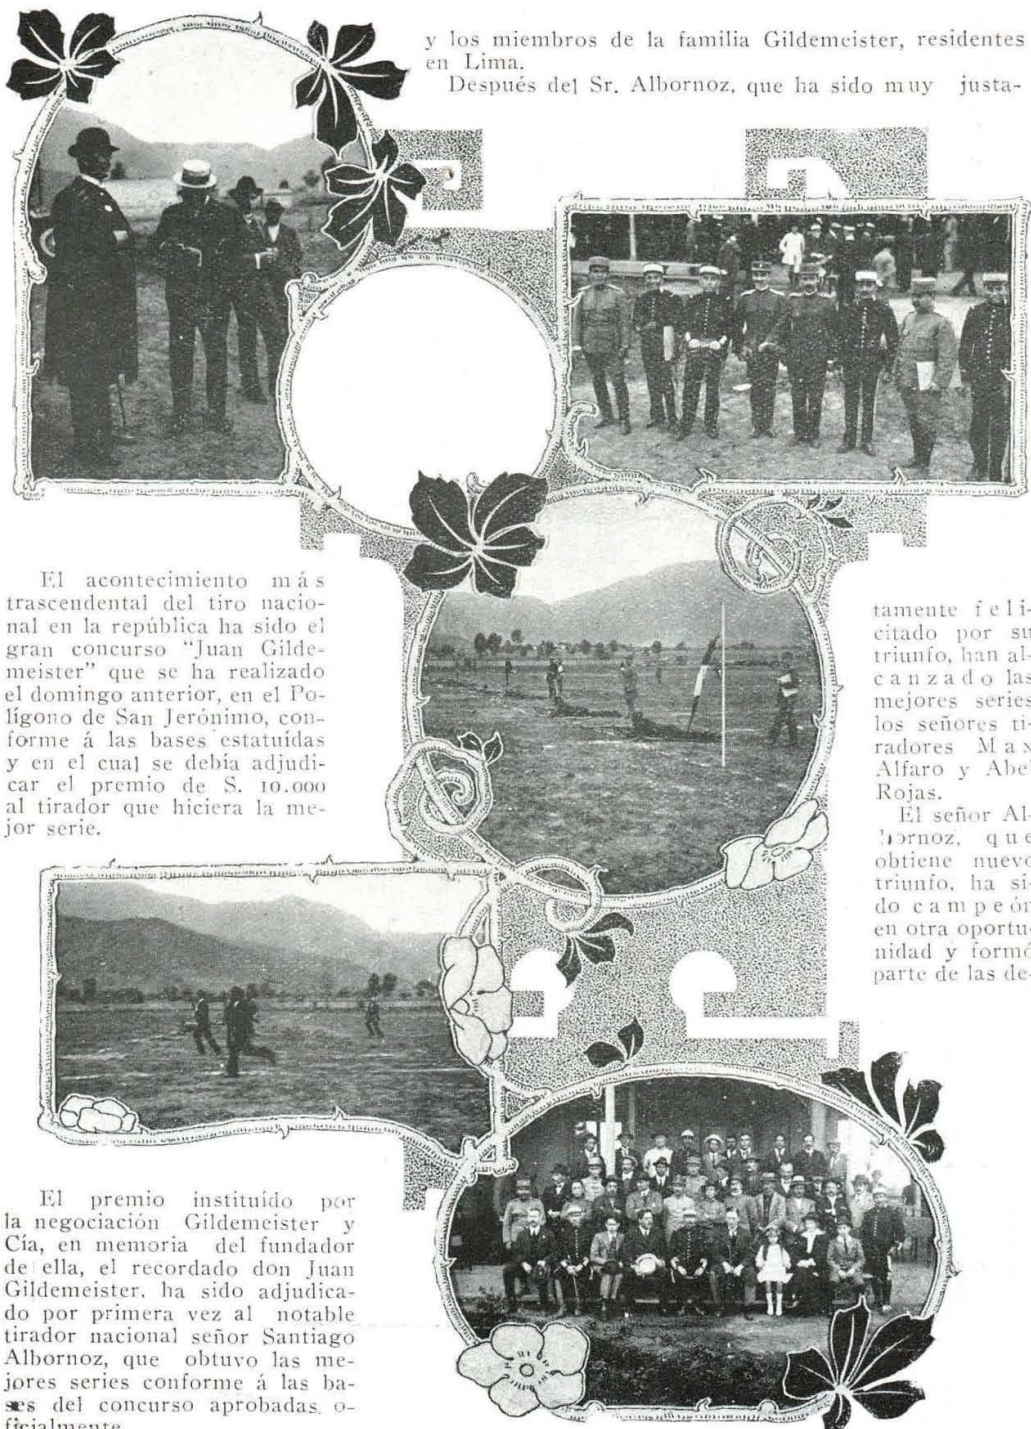 El acontecimiento más
trascendental del tiro nacio-
nal en la república ha sido el
gran concurso "Juan Gilde-
meister" que se ha realizado
el domingo anterior, en el Po-
lígono de San Jerónimo, con-
forme á las bases estatuídas
y en el cual se debía adjudi-
car el premio de S. 10.000
al tirador que hiciera la me-
jor serie.
El premio instituído por
la negociación Gildemeister y
Cía, en memoria del fundador
de ella, el recordado don Juan
Gildemeister. ha sido adjudica-
do por primera vez al notable
tirador nacional señor Santiago
Albornoz, que obtuvo las me-
jores series conforme á las ba-
ses del concurso aprobadas. o-
ficialmente
y los miembros de la familia Gildemeister, residentes
en Lima.
Después del Sr. Albornoz, que ha sido muy justa-
tamente feli-
citado por su
triunfo, han al-
canzado las
mejores series
los señores ti-
radores Max
Alfaro y Abel
Rojas.
El señor Al-
bornoz, que
obtiene nuevo
triunfo, ha si-
do campeón
en otra oportu-
nidad y formó
parte de las de-